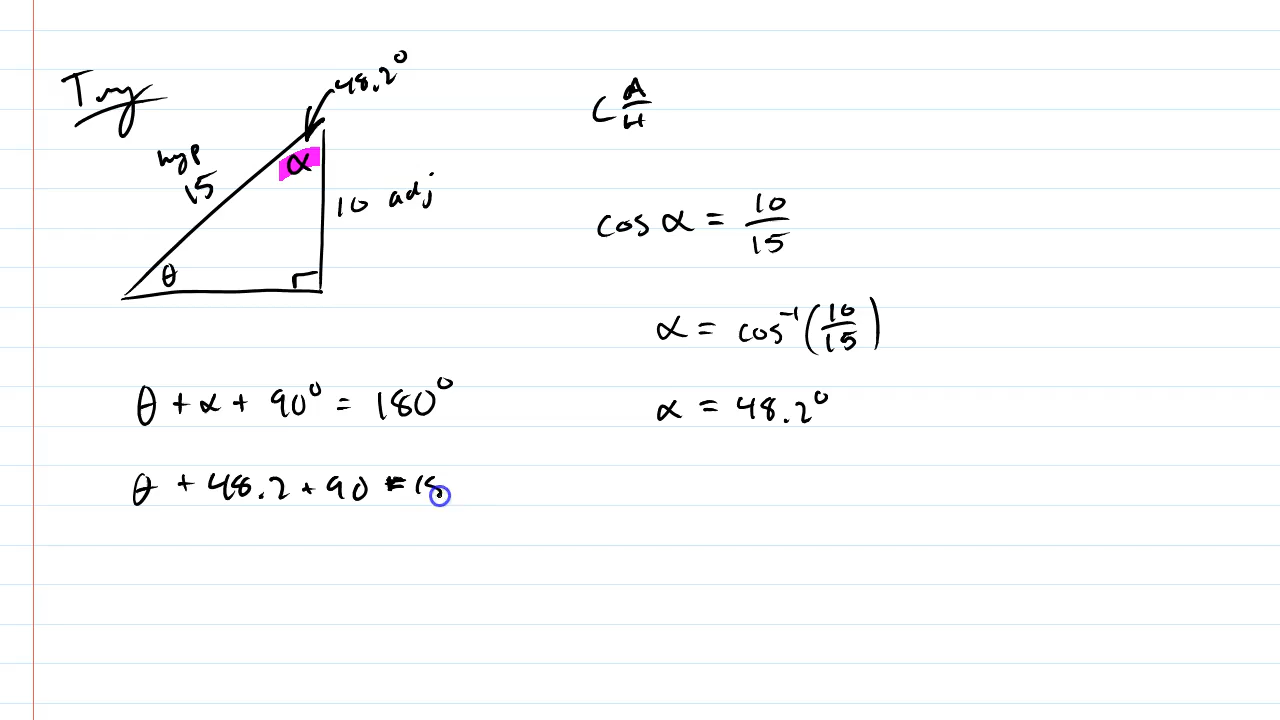 Try
48.2°
hyp
15
α
10 adj
θ
θ + α + 90° = 180°
θ + 48.2 + 90 = 18
C A/H
cos α = 10/15
α = cos⁻¹(10/15)
α = 48.2°